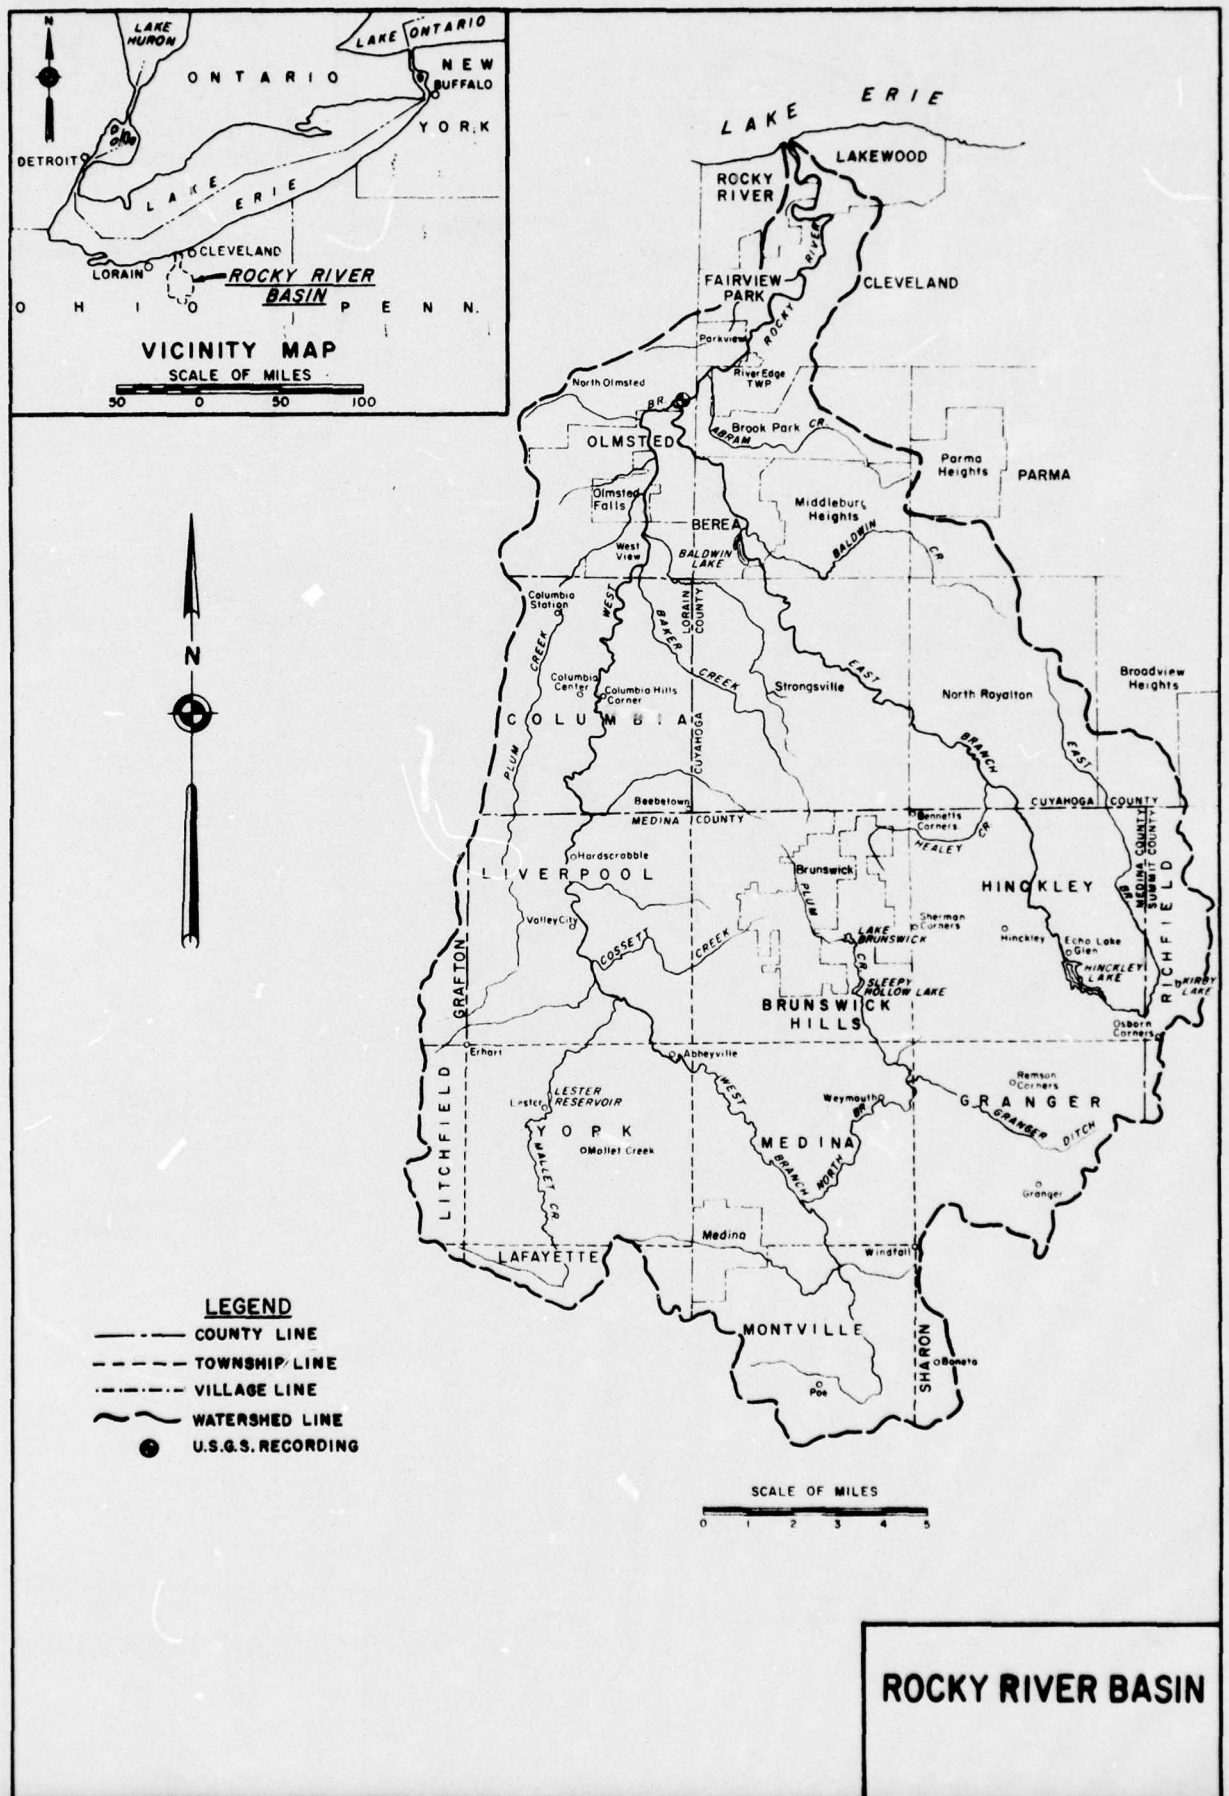 N
LAKE
HURON
LAKE ONTARIO
ONTARIO
NEW
BUFFALO
YORK
DETROIT
LAKE
ERIE
CLEVELAND
LORAIN
ROCKY RIVER
BASIN
OHIO
PENN.
VICINITY MAP
SCALE OF MILES
50 0 50 100
LAKE ERIE
LAKEWOOD
ROCKY
RIVER
RIVER
FAIRVIEW
PARK
CLEVELAND
ROCKY
Parkview
River Edge
TWP
North Olmsted
BR.
OLMSTED
ABRAM CR.
Brook Park
Parma
Heights
PARMA
Olmsted
Falls
Middleburg
Heights
BEREA
BALDWIN CR
West
View
BALDWIN
LAKE
Columbia
Station
WEST
LORAIN
COUNTY
BAKER CREEK
PLUM CREEK
EAST BRANCH
Columbia
Center
Columbia Hills
Corner
Strongsville
North Royalton
Broadview
Heights
COLUMBIA
CUYAHOGA
EAST BR
Beebetown
MEDINA COUNTY
CUYAHOGA COUNTY
Bennetts
Corners
HEALEY CR
MEDINA COUNTY
SUMMIT COUNTY
Hardscrabble
LIVERPOOL
Brunswick
HINCKLEY
PLUM CR.
RICHFIELD
Valley City
COSSETT CREEK
Sherman
Corners
LAKE
BRUNSWICK
Hinckley
Echo Lake
Glen
HINCKLEY
LAKE
KIRBY
LAKE
GRAFTON
SLEEPY
HOLLOW LAKE
BRUNSWICK
HILLS
Osborn
Corners
Erhart
Abbeyville
LESTER
RESERVOIR
Lester
WEST BRANCH
Weymouth
Remson
Corners
GRANGER
GRANGER DITCH
LITCHFIELD
YORK
Mallet Creek
MALLET CR.
MEDINA
NORTH BR
Granger
Medina
Windfall
LAFAYETTE
MONTVILLE
SHARON
Boneta
Poe
N
LEGEND
COUNTY LINE
TOWNSHIP LINE
VILLAGE LINE
WATERSHED LINE
U.S.G.S. RECORDING
SCALE OF MILES
0 1 2 3 4 5
ROCKY RIVER BASIN